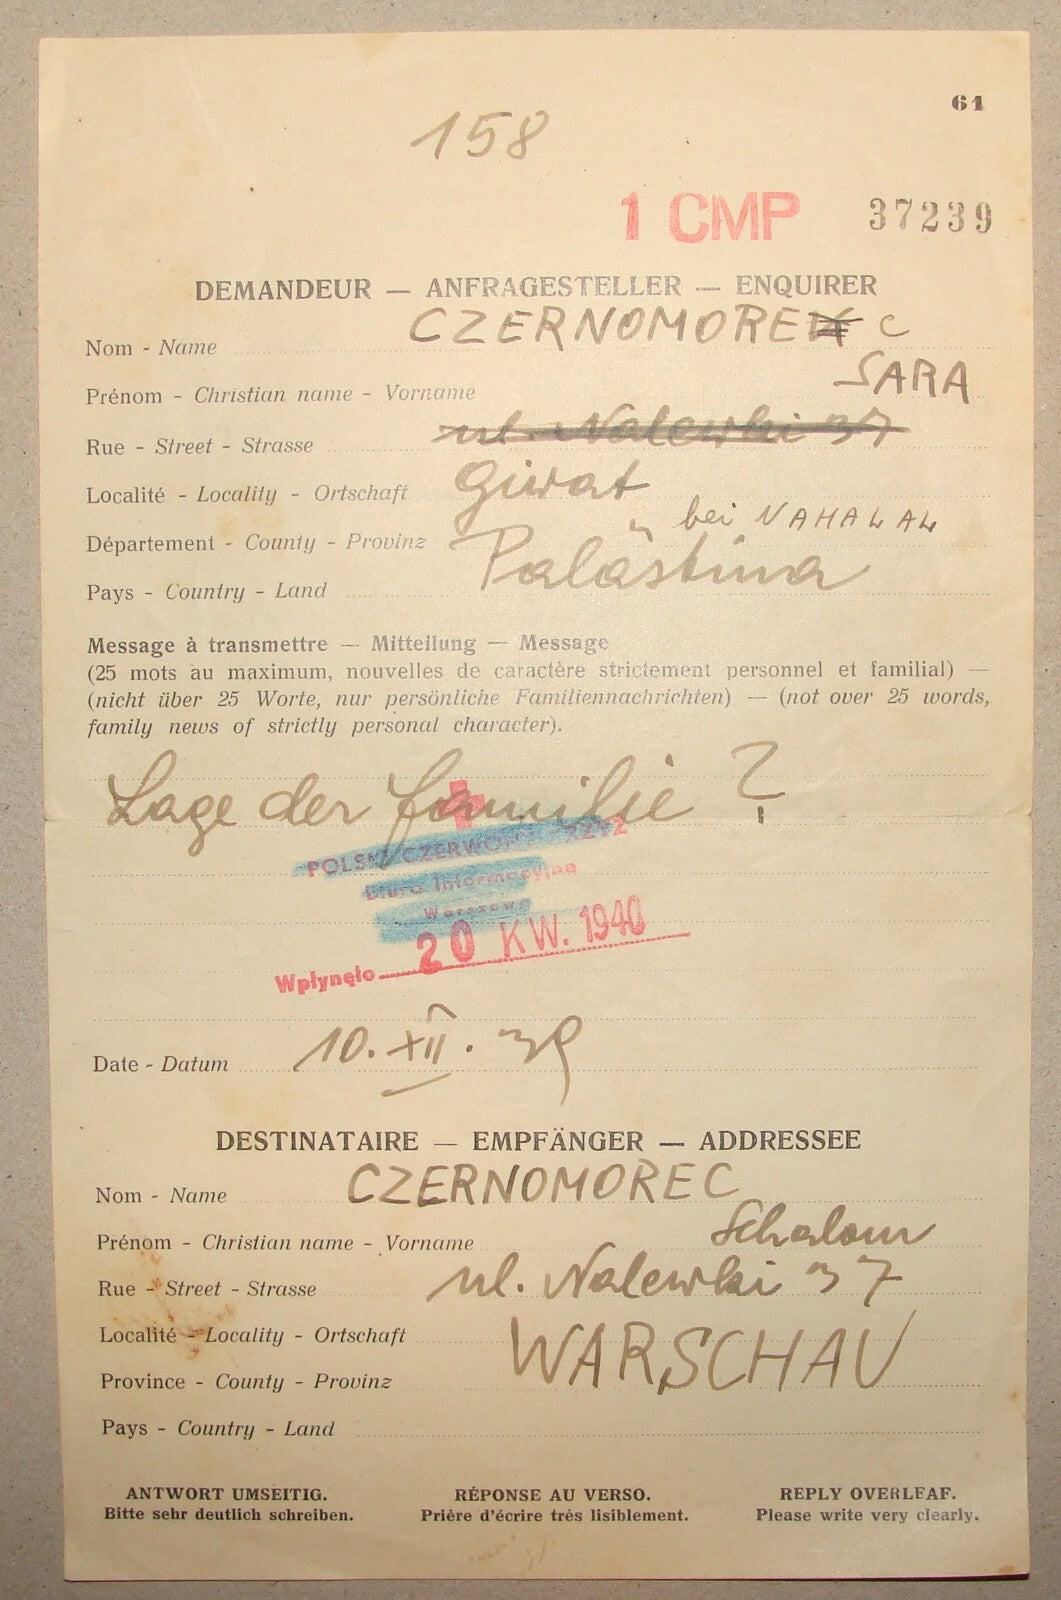 61
158
1 CMP 37239
DEMANDEUR — ANFRAGESTELLER — ENQUIRER
Nom - Name CZERNOMORE C
Prénom - Christian name - Vorname SARA
Rue - Street - Strasse ul. Nalewki 37
Localité - Locality - Ortschaft Giwat
bei NAHALAL
Département - County - Provinz
Pays - Country - Land Palästina
Message à transmettre — Mitteilung — Message
(25 mots au maximum, nouvelles de caractère strictement personnel et familial) —
(nicht über 25 Worte, nur persönliche Familiennachrichten) — (not over 25 words,
family news of strictly personal character).
Lage der familie ?
POLSKI CZERWONY KRZYŻ
Biuro Informacyjne
Warszawa
Wpłynęło 20 KW. 1940
Date - Datum 10. XII. 39
DESTINATAIRE — EMPFÄNGER — ADDRESSEE
Nom - Name CZERNOMOREC
Prénom - Christian name - Vorname Schalom
Rue - Street - Strasse ul. Nalewki 37
Localité - Locality - Ortschaft WARSCHAU
Province - County - Provinz
Pays - Country - Land
ANTWORT UMSEITIG. RÉPONSE AU VERSO. REPLY OVERLEAF.
Bitte sehr deutlich schreiben. Prière d'écrire très lisiblement. Please write very clearly.